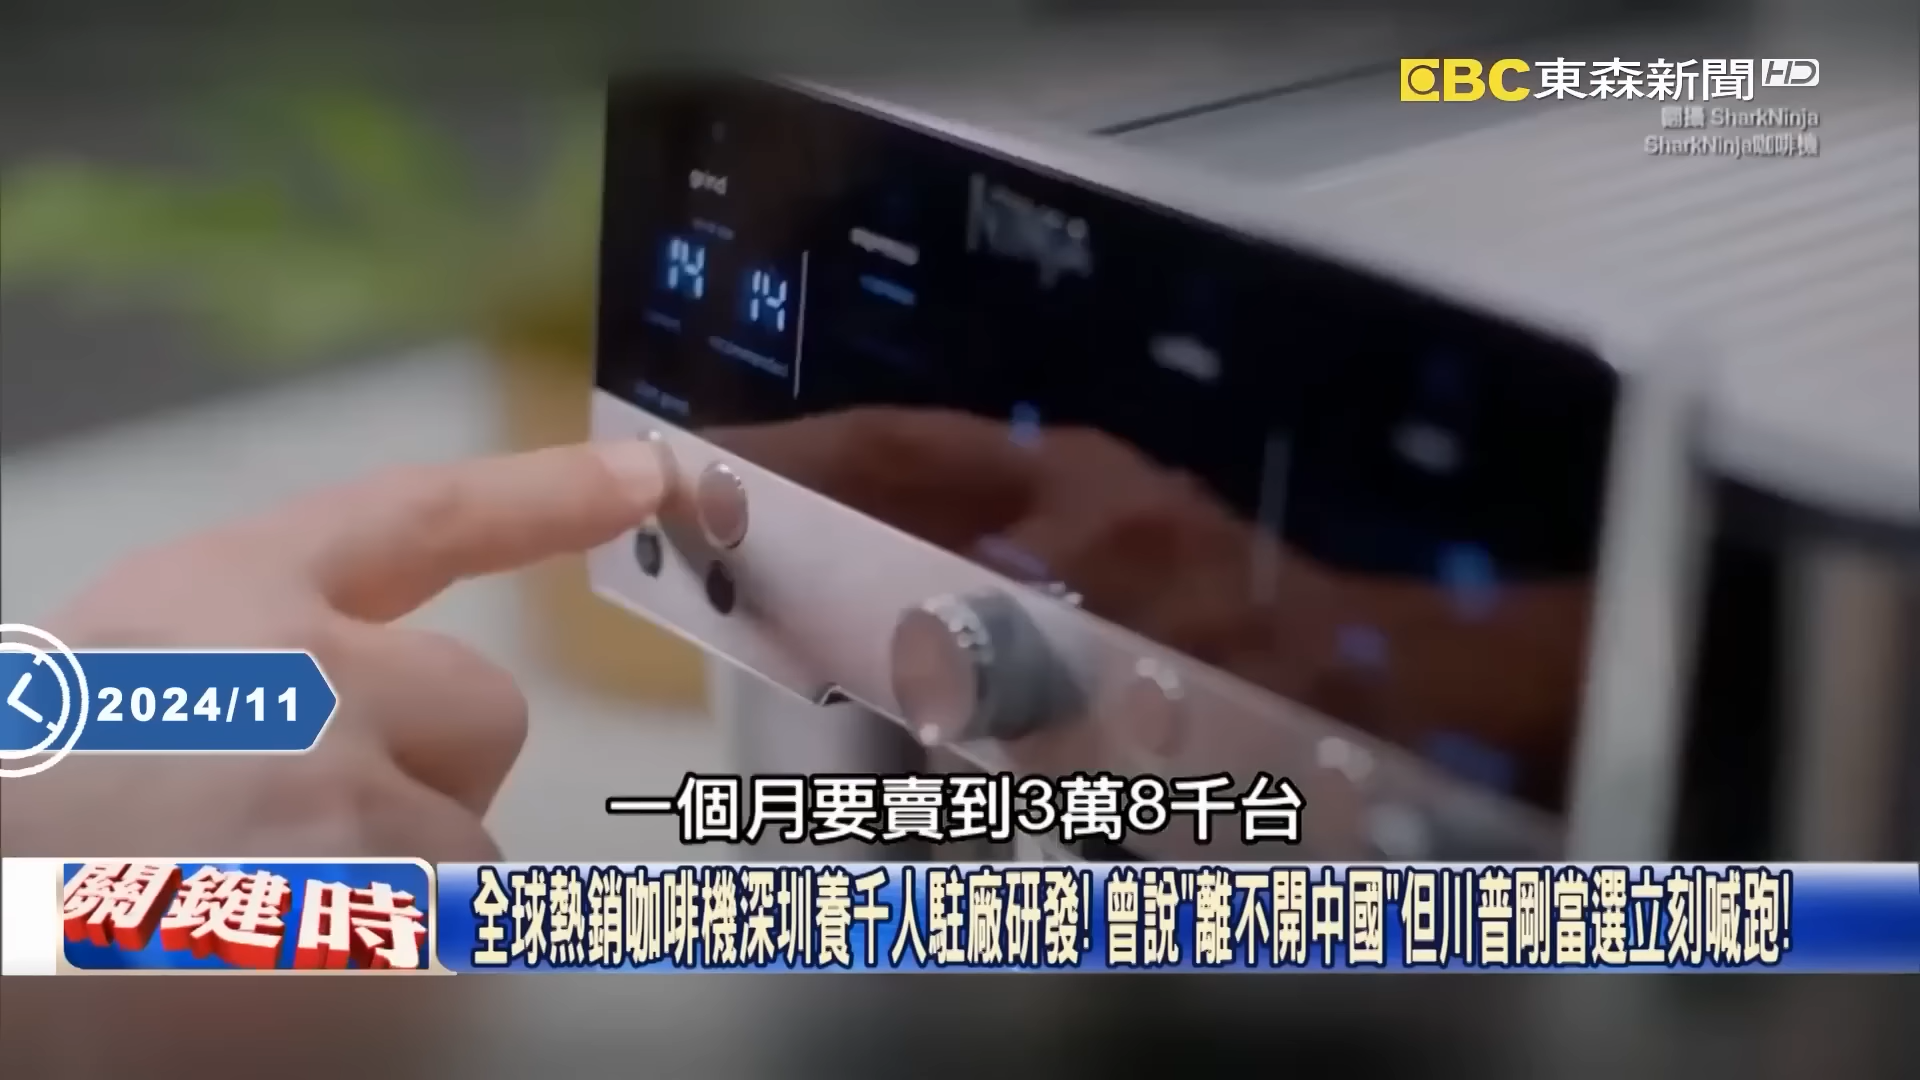 EBC東森新聞HD
翻攝 SharkNinja
SharkNinja咖啡機
grind
Ninja
14 14
espresso
recommended
2024/11
一個月要賣到3萬8千台
關鍵時
全球熱銷咖啡機深圳養千人駐廠研發!曾說"離不開中國"但川普剛當選立刻喊跑!